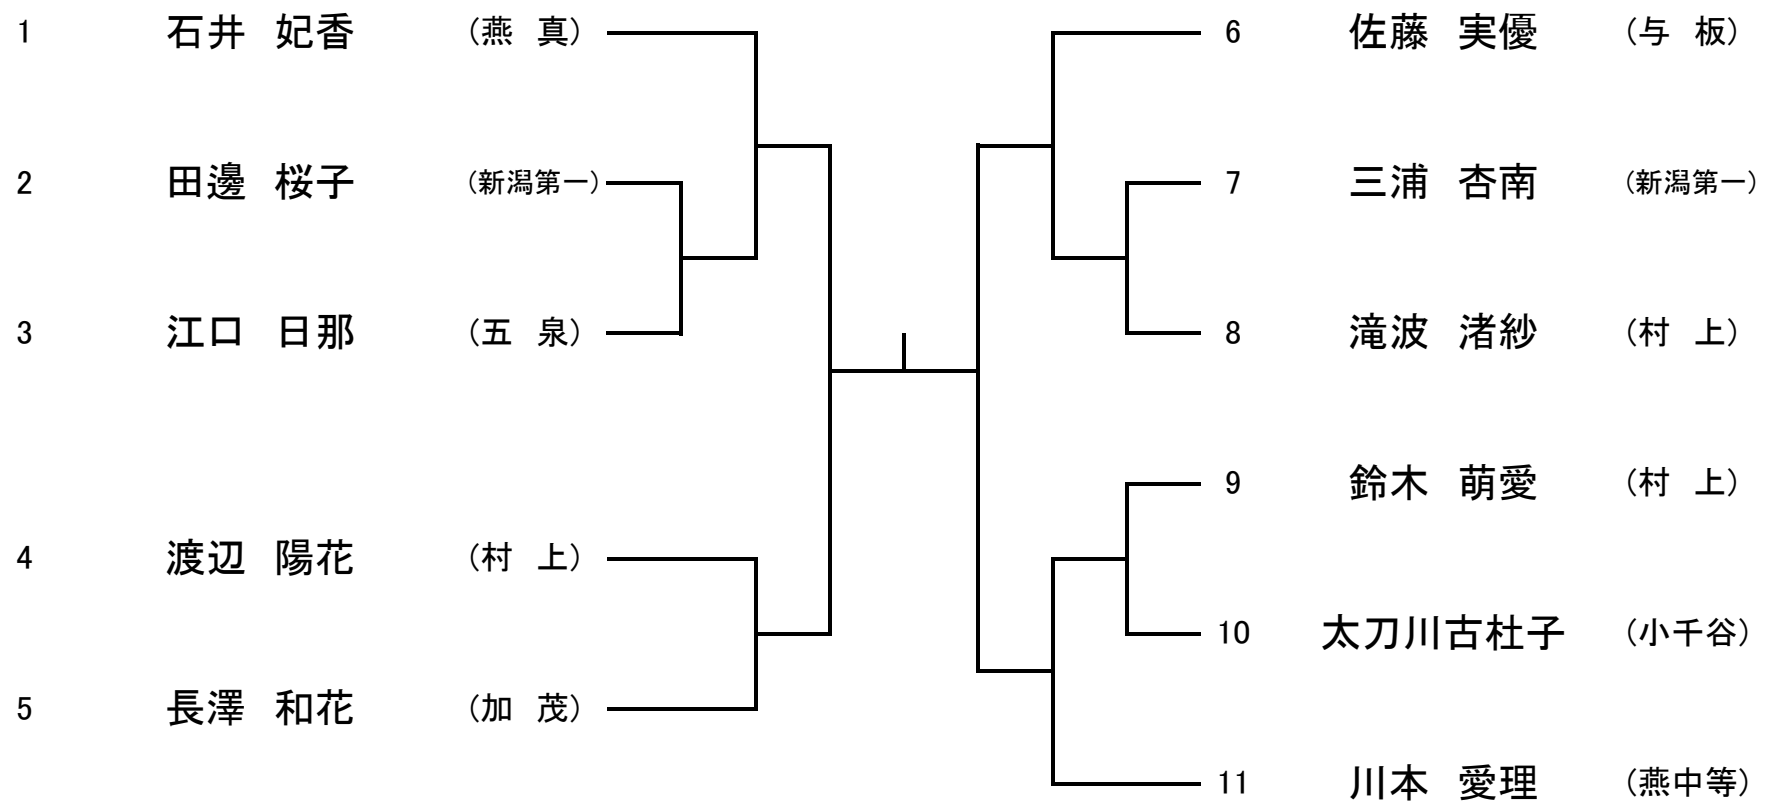 1 石井 妃香 (燕 真)
2 田邊 桜子 (新潟第一)
3 江口 日那 (五 泉)
4 渡辺 陽花 (村 上)
5 長澤 和花 (加 茂)
6 佐藤 実優 (与 板)
7 三浦 杏南 (新潟第一)
8 滝波 渚紗 (村 上)
9 鈴木 萌愛 (村 上)
10 太刀川古杜子 (小千谷)
11 川本 愛理 (燕中等)